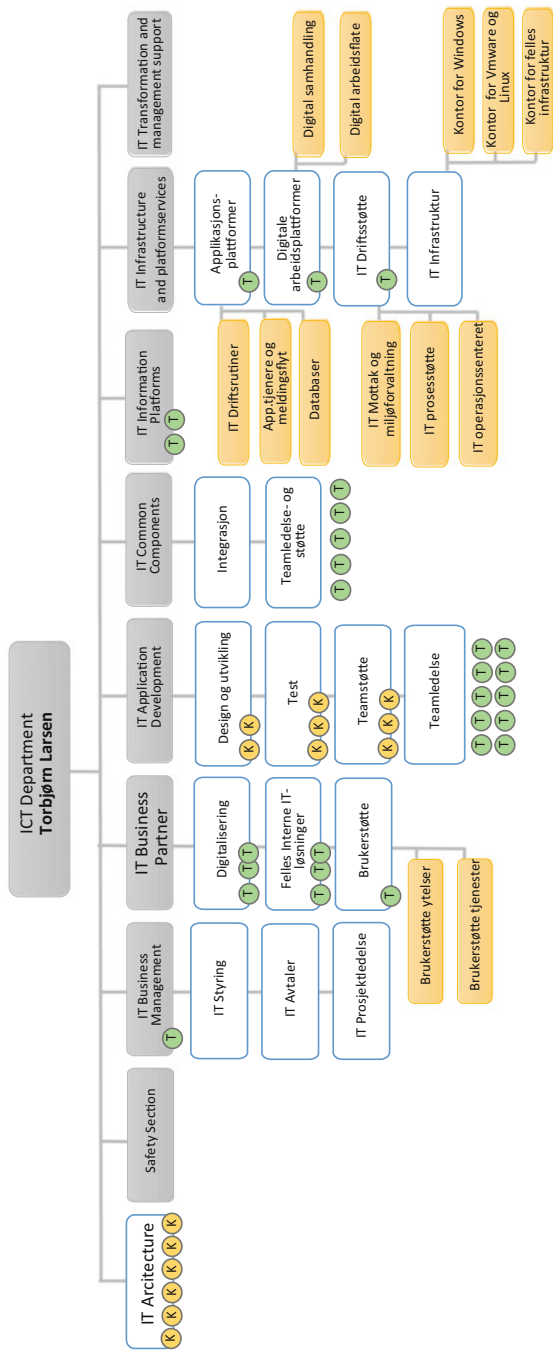 ICT Department
Torbjørn Larsen
IT Arcitecture
K K K K K K
Safety Section
IT Business
Management
T
IT Styring
IT Avtaler
IT Prosjektledelse
IT Business
Partner
Digitalisering
T T T
Felles Interne IT-
løsninger
T T T
Brukerstøtte
T
Brukerstøtte ytelser
Brukerstøtte tjenester
IT Application
Development
Design og utvikling
K K
Test
K K K
Teamstøtte
K K K
Teamledelse
T T T T T
T T T T T
IT Common
Components
Integrasjon
Teamledelse- og
støtte
T T T T T
IT Information
Platforms
T T
IT Infrastructure
and platformservices
Applikasjons-
plattformer
T
IT Driftsrutiner
App.tjenere og
meldingsflyt
Databaser
Digitale
arbeidsplattformer
T
Digital samhandling
Digital arbeidsflate
IT Driftsstøtte
T
IT Mottak og
miljøforvaltning
IT prosesstøtte
IT operasjonssenteret
IT Infrastruktur
Kontor for Windows
Kontor for Vmware og
Linux
Kontor for felles
infrastruktur
IT Transformation and
management support